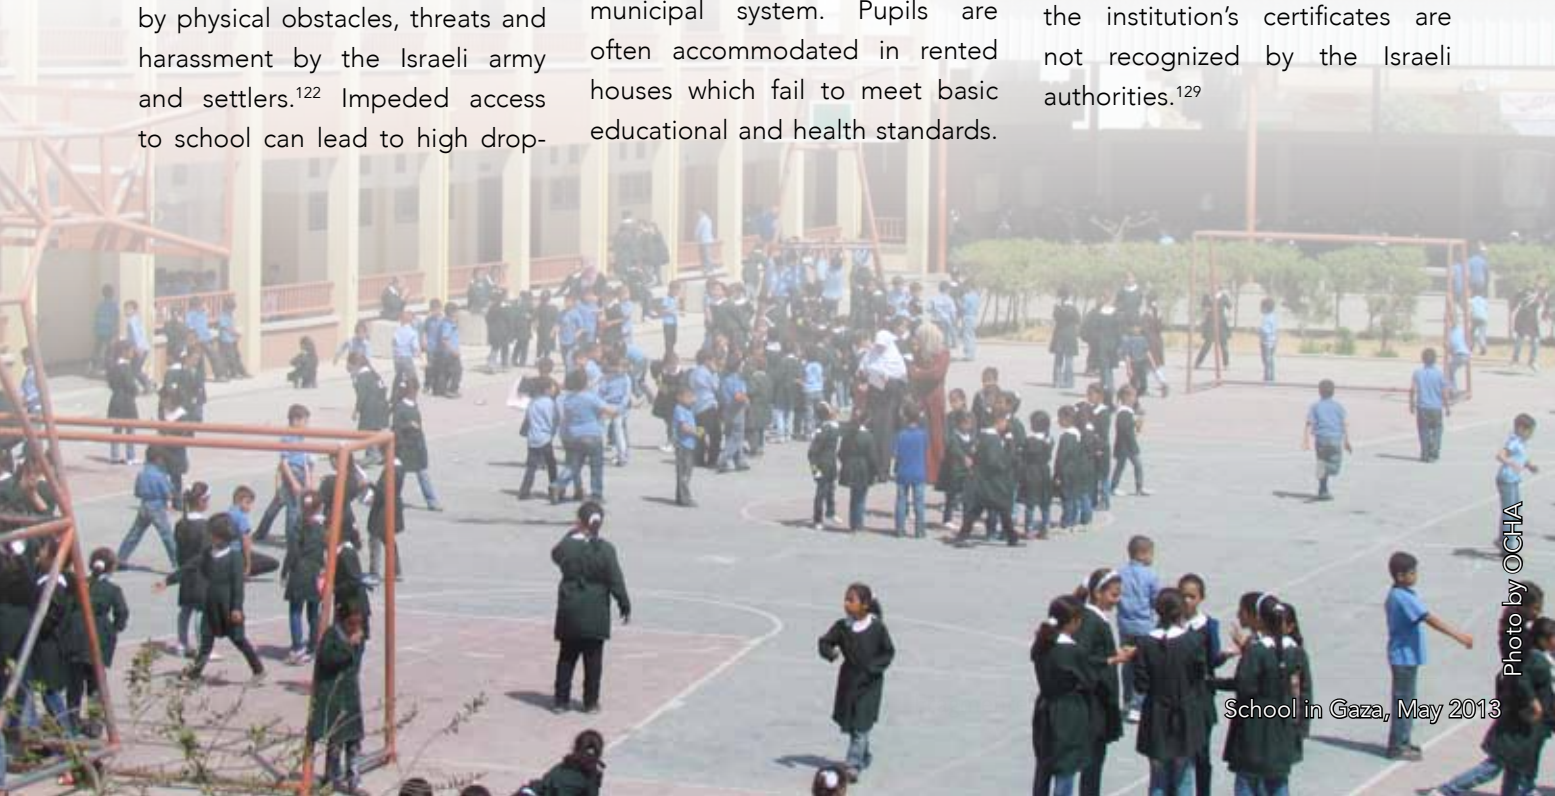 by physical obstacles, threats and
harassment by the Israeli army
and settlers.122 Impeded access
to school can lead to high drop-
municipal system. Pupils are
often accommodated in rented
houses which fail to meet basic
educational and health standards.
the institution’s certificates are
not recognized by the Israeli
authorities.129
Photo by OCHA
School in Gaza, May 2013